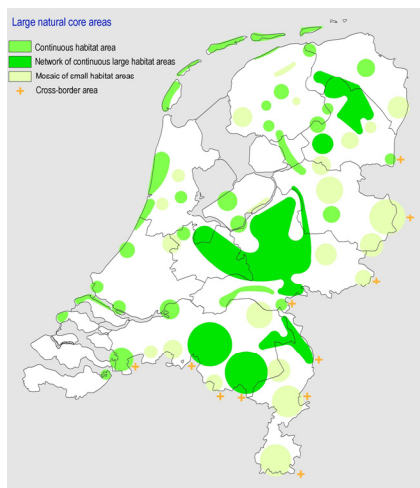 Large natural core areas
Continuous habitat area
Network of continuous large habitat areas
Mosaic of small habitat areas
Cross-border area